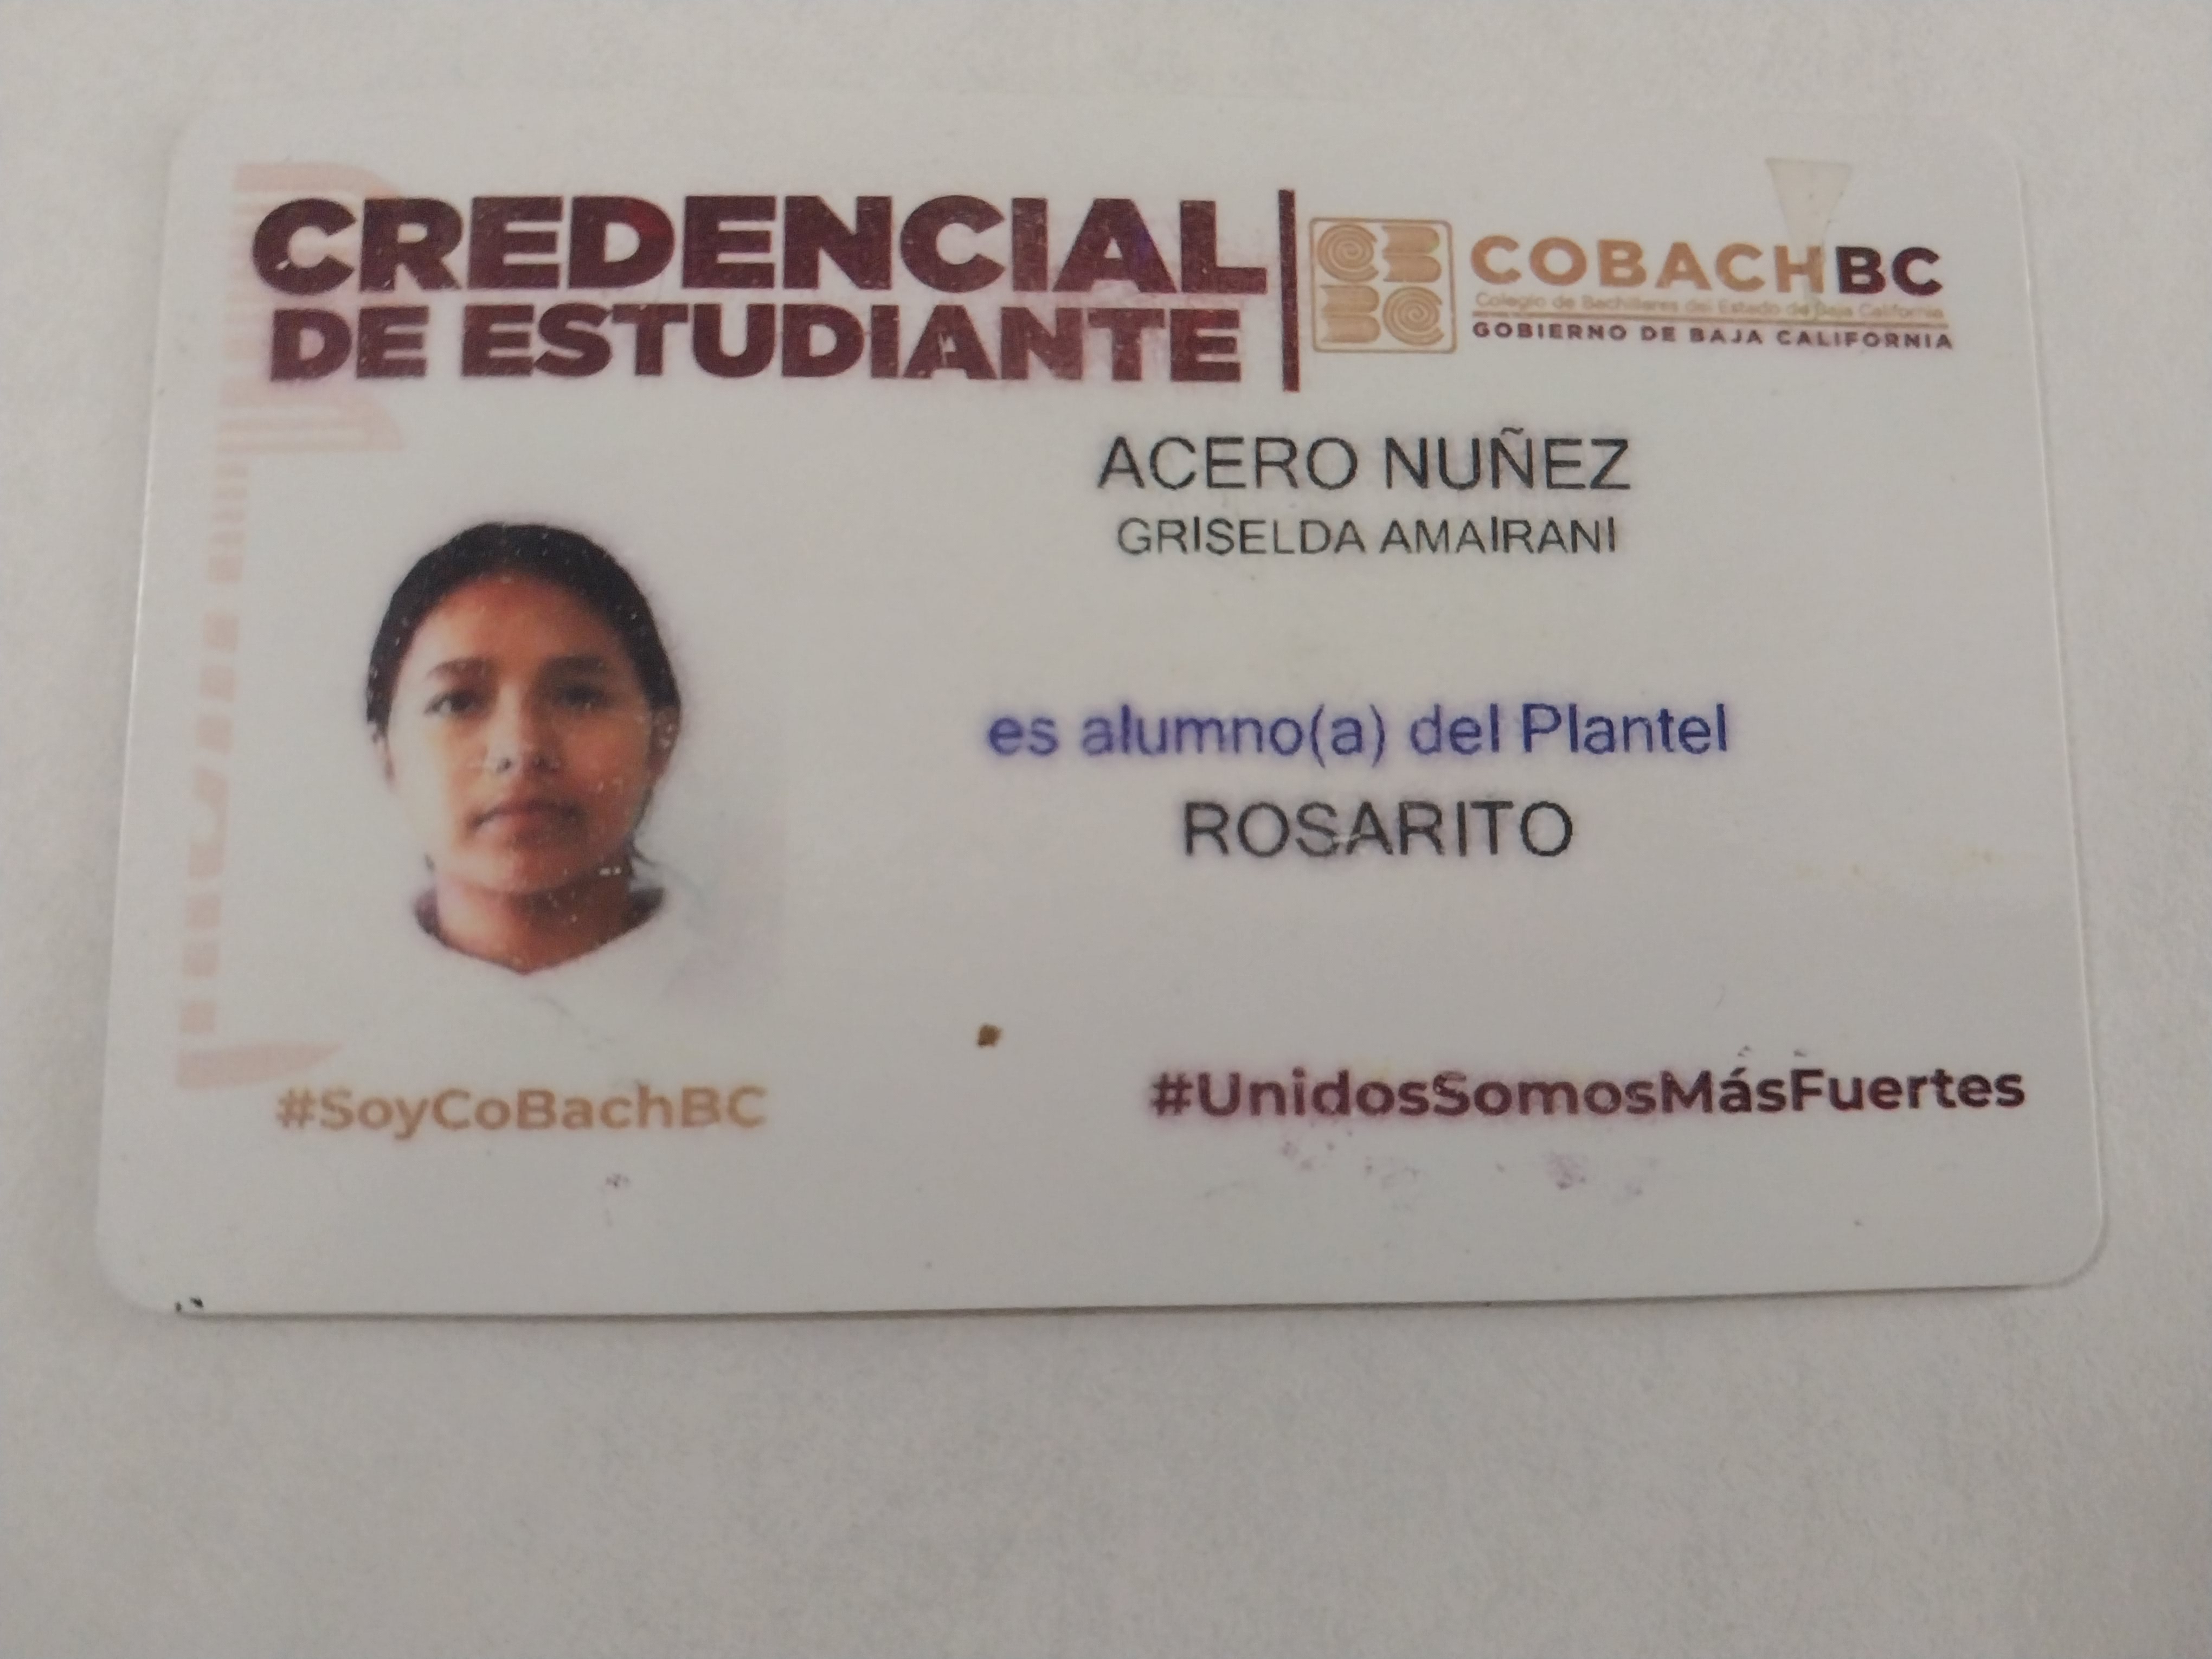 CREDENCIAL
DE ESTUDIANTE
COBACHBC
Colegio de Bachilleres del Estado de Baja California
GOBIERNO DE BAJA CALIFORNIA
ACERO NUÑEZ
GRISELDA AMAIRANI
es alumno(a) del Plantel
ROSARITO
#SoyCoBachBC
#UnidosSomosMásFuertes